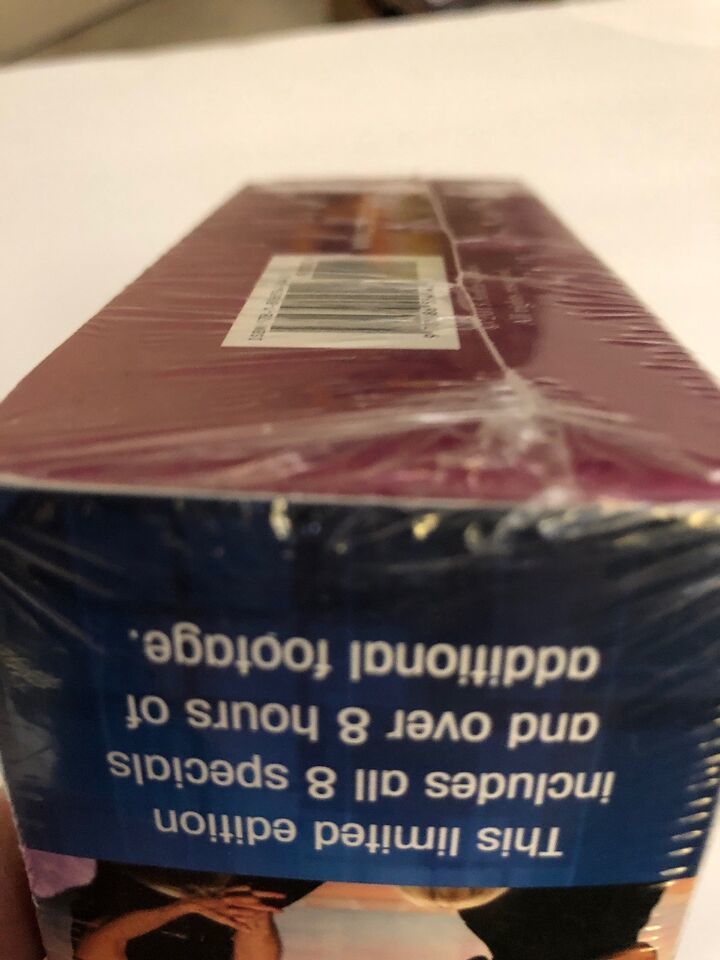 This limited edition
includes all 8 specials
and over 8 hours of
additional footage.